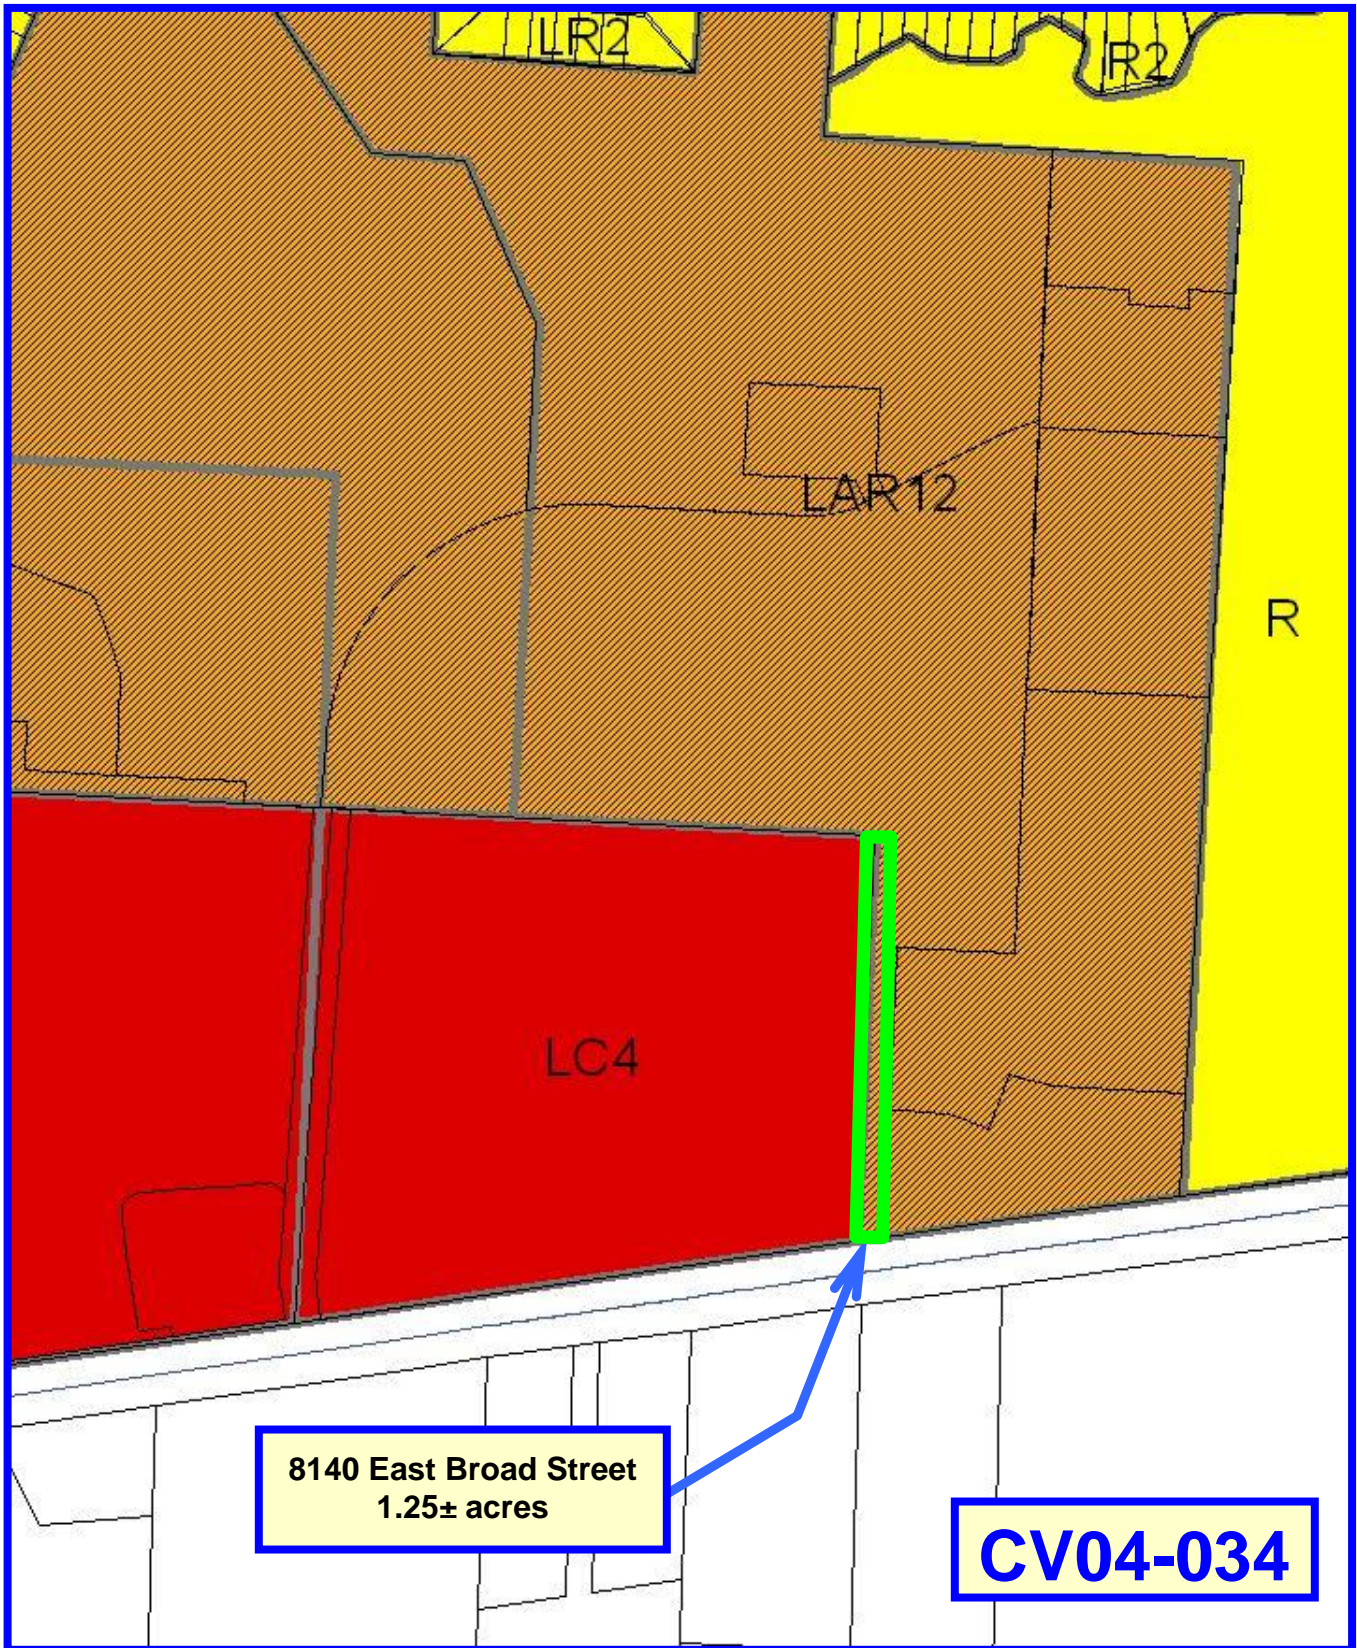 LR2
R2
LAR12
R
LC4
8140 East Broad Street
1.25± acres
CV04-034